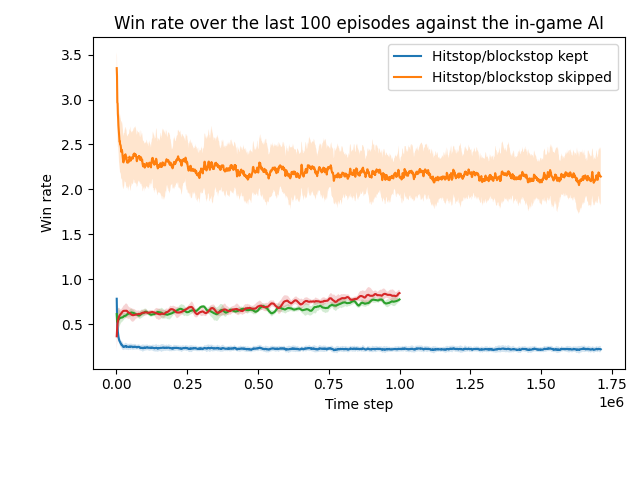 Win rate over the last 100 episodes against the in-game AI
Hitstop/blockstop kept
Hitstop/blockstop skipped
Win rate
3.5
3.0
2.5
2.0
1.5
1.0
0.5
0.00 0.25 0.50 0.75 1.00 1.25 1.50 1.75
1e6
Time step